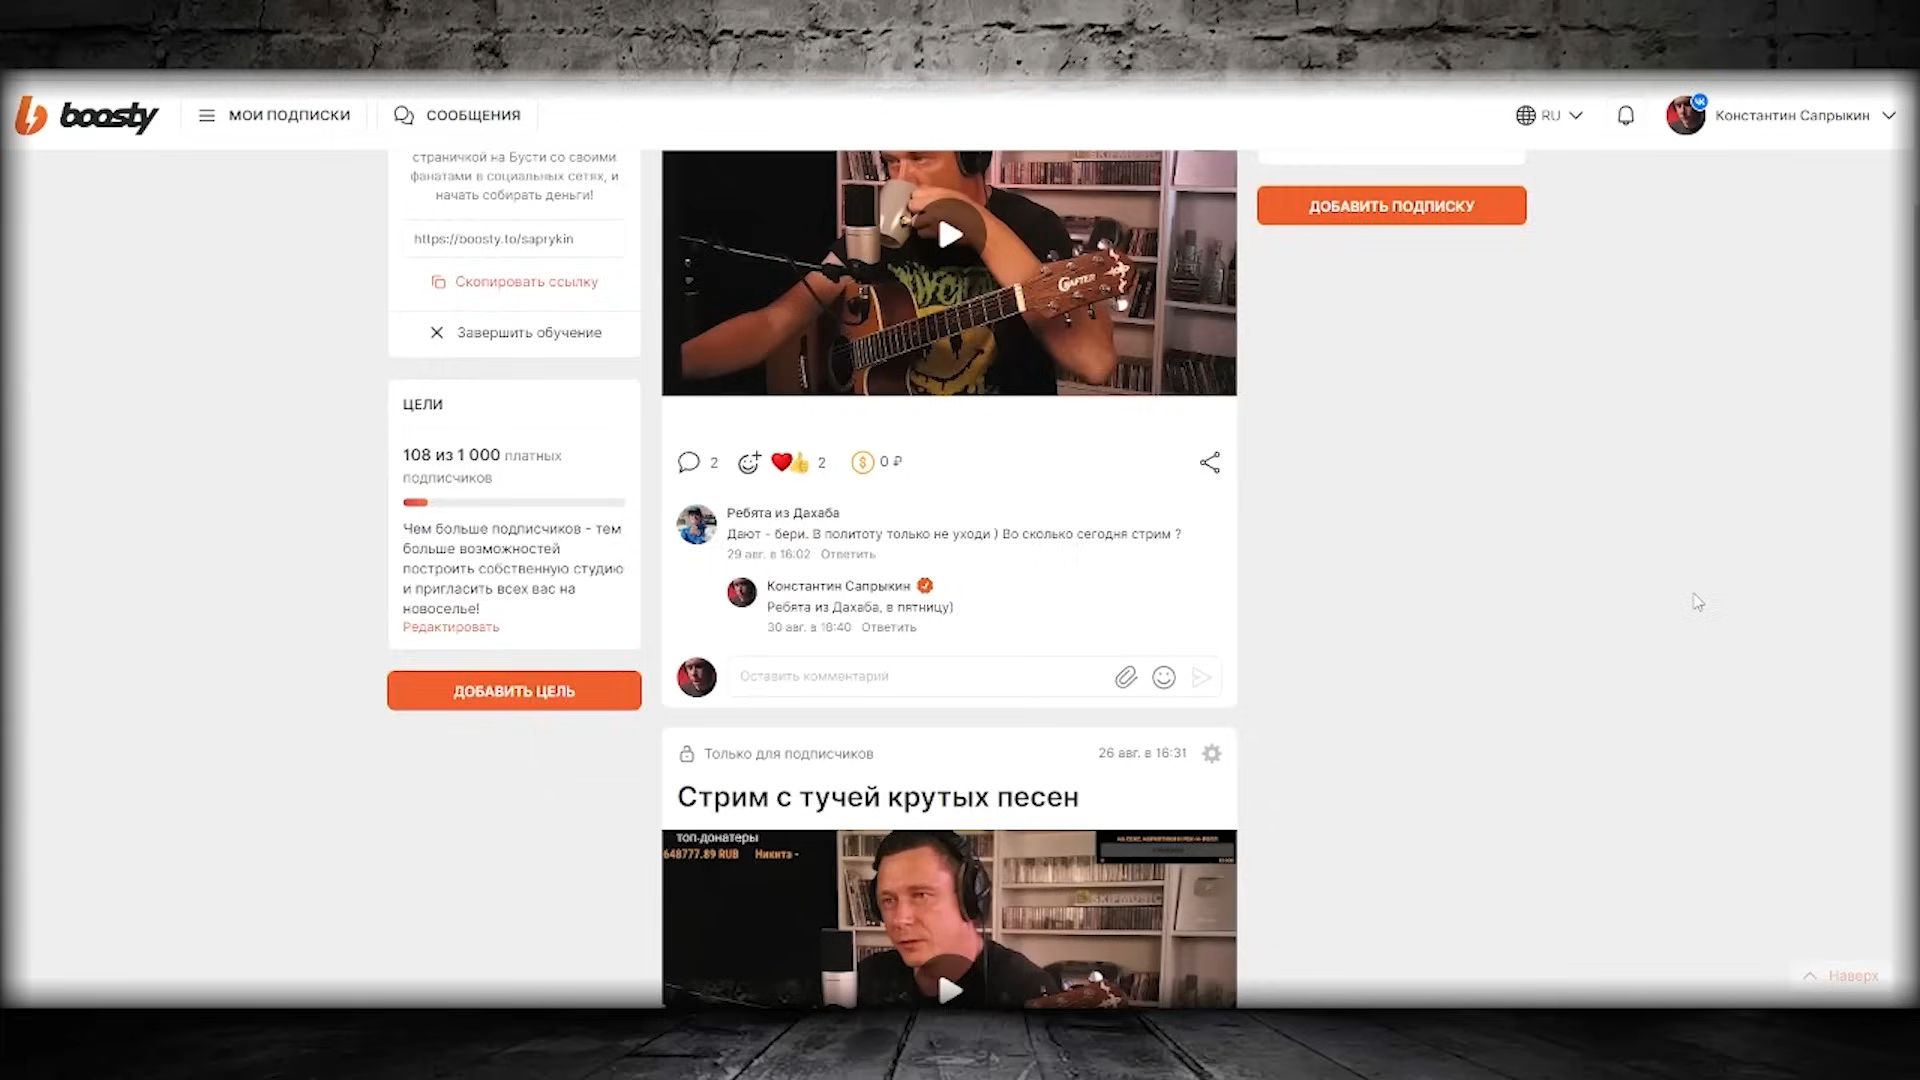 boosty
МОИ ПОДПИСКИ
СООБЩЕНИЯ
RU
Константин Сапрыкин
страничкой на Бусти со своими
фанатами в социальных сетях, и
начать собирать деньги!
https://boosty.to/saprykin
Скопировать ссылку
Завершить обучение
ЦЕЛИ
108 из 1 000 платных
подписчиков
Чем больше подписчиков - тем
больше возможностей
построить собственную студию
и пригласить всех вас на
новоселье!
Редактировать
ДОБАВИТЬ ЦЕЛЬ
CRAFTER
2
2
0 ₽
Ребята из Дахаба
Дают - бери. В политоту только не уходи ) Во сколько сегодня стрим ?
29 авг. в 16:02 Ответить
Константин Сапрыкин
Ребята из Дахаба, в пятницу)
30 авг. в 18:40 Ответить
Оставить комментарий
Только для подписчиков
26 авг. в 16:31
Стрим с тучей крутых песен
топ-донатеры
648777.89 RUB Никита -
ДОБАВИТЬ ПОДПИСКУ
Наверх